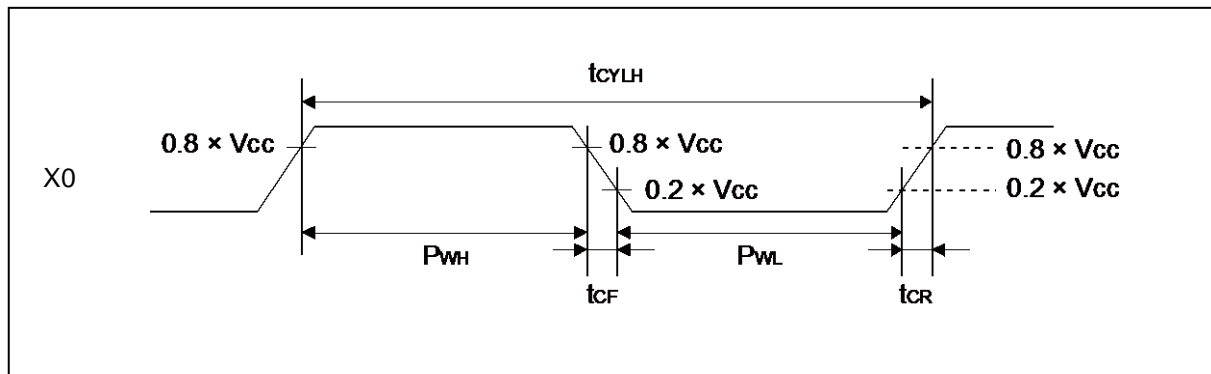 tCYLH
0.8 × VCC
0.8 × VCC
0.8 × VCC
X0
0.2 × VCC
0.2 × VCC
PWH
PWL
tCF
tCR